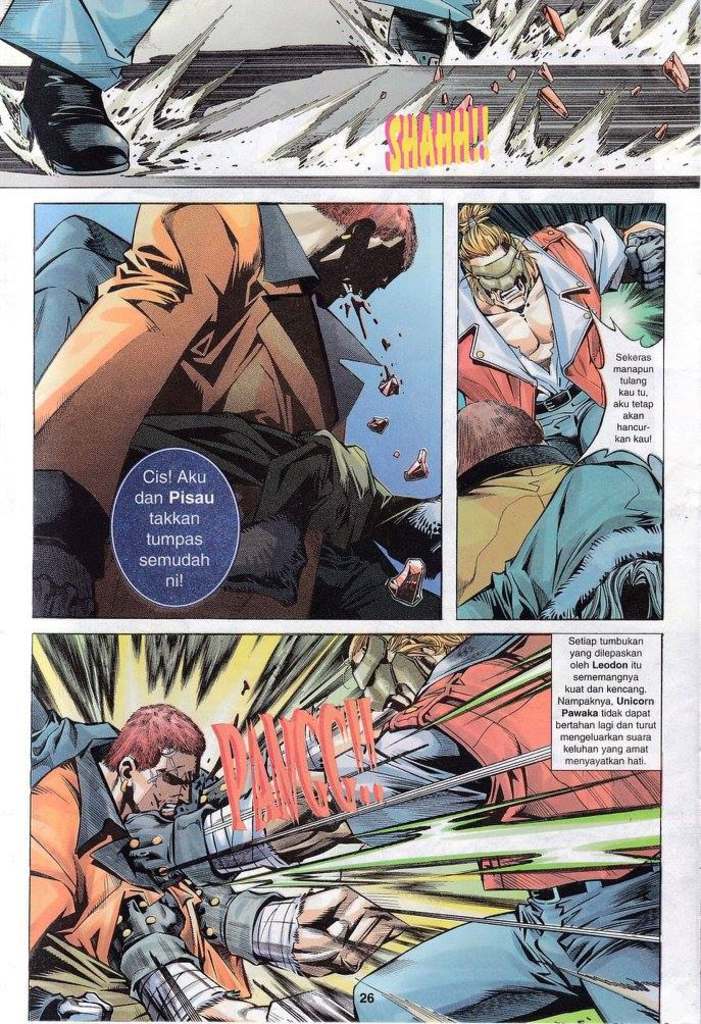 SHAHH!!
Cis! Aku
dan Pisau
takkan
tumpas
semudah
ni!
Sekeras
manapun
tulang
kau tu,
aku tetap
akan
hancur-
kan kau!
Setiap tumbukan
yang dilepaskan
oleh Leodon itu
sememangnya
kuat dan kencang.
Nampaknya, Unicorn
Pawaka tidak dapat
bertahan lagi dan turut
mengeluarkan suara
keluhan yang amat
menyayatkan hati.
PANGG!!
26